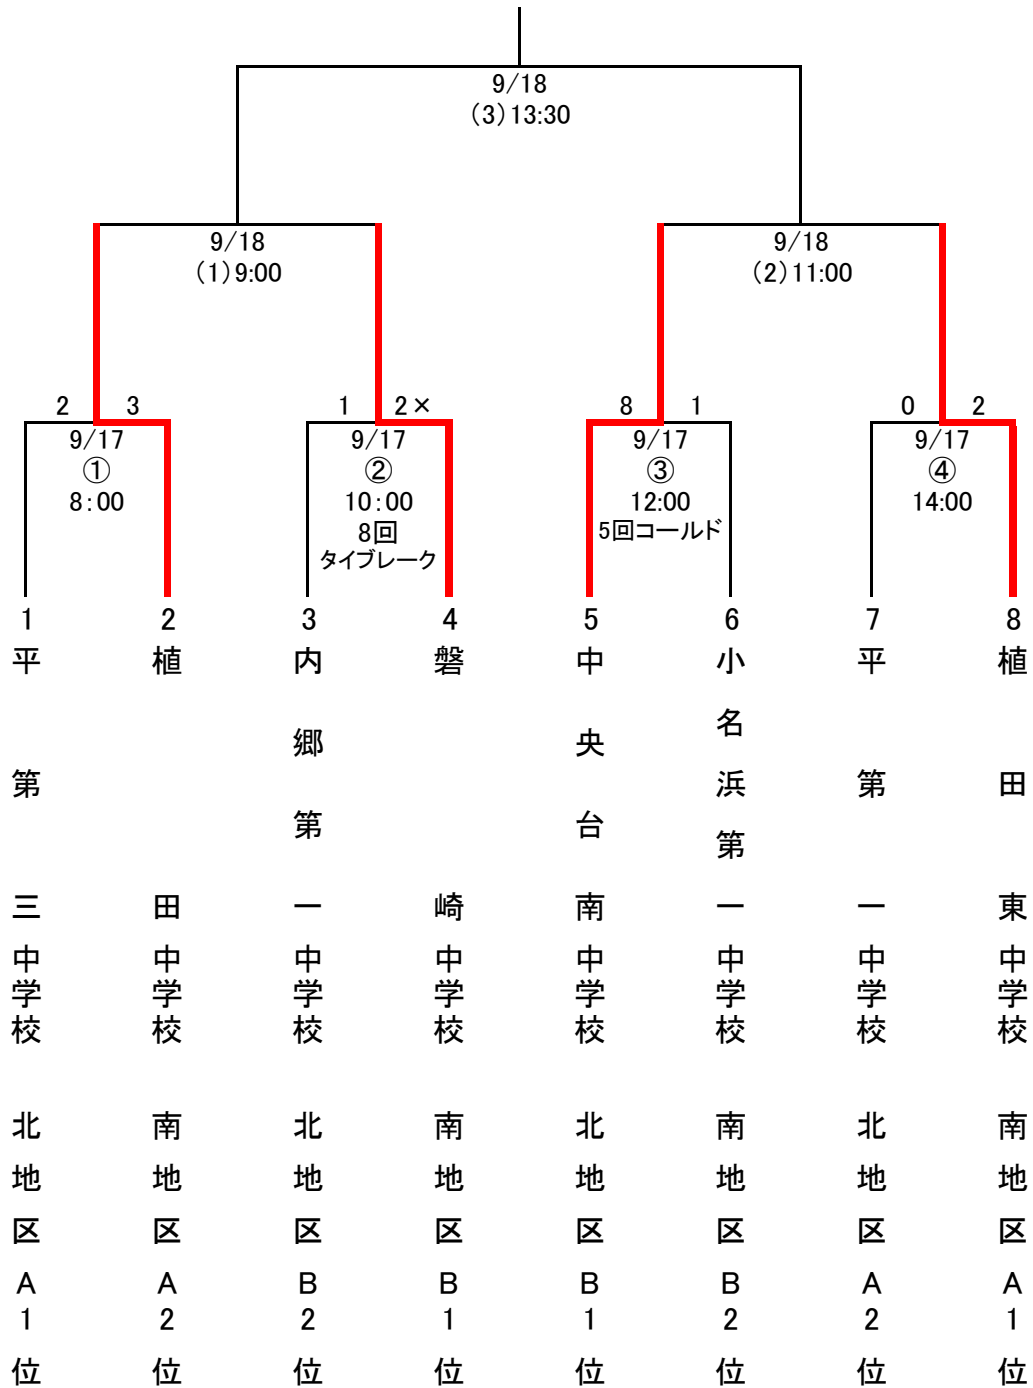 9/18
(3)13:30
9/18
(1)9:00
9/18
(2)11:00
2 3
9/17
①
8:00
1 2×
9/17
②
10:00
8回
タイブレーク
8 1
9/17
③
12:00
5回コールド
0 2
9/17
④
14:00
1
平第三中学校
北地区A1位
2
植田中学校
南地区A2位
3
内郷第一中学校
北地区B2位
4
磐崎中学校
南地区B1位
5
中央台南中学校
北地区B1位
6
小名浜第一中学校
南地区B2位
7
平第一中学校
北地区A2位
8
植田東中学校
南地区A1位